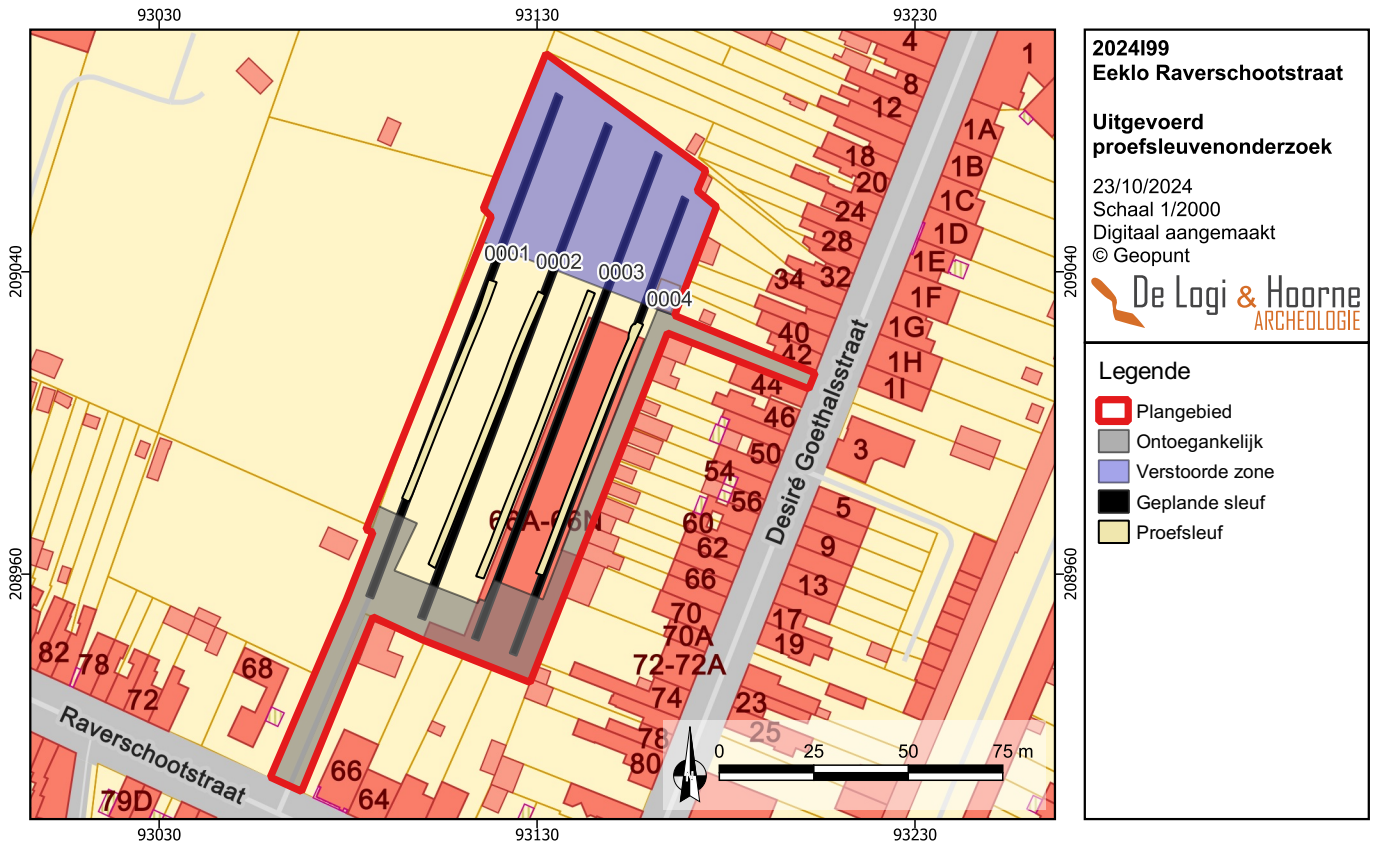 93030
93130
93230
209040
208960
209040
208960
93030
93130
93230
4
8
12
18
20
24
28
32
34
40
42
44
46
50
54
56
60
62
66
70
70A
72-72A
74
78
80
1
1A
1B
1C
1D
1E
1F
1G
1H
1I
3
5
9
13
17
19
23
25
0001
0002
0003
0004
66A-66N
Desiré Goethalsstraat
82
78
72
68
66
64
79D
Raverschootstraat
N
0 25 50 75 m
2024I99
Eeklo Raverschootstraat
Uitgevoerd
proefsleuvenonderzoek
23/10/2024
Schaal 1/2000
Digitaal aangemaakt
© Geopunt
De Logi & Hoorne
ARCHEOLOGIE
Legende
Plangebied
Ontoegankelijk
Verstoorde zone
Geplande sleuf
Proefsleuf